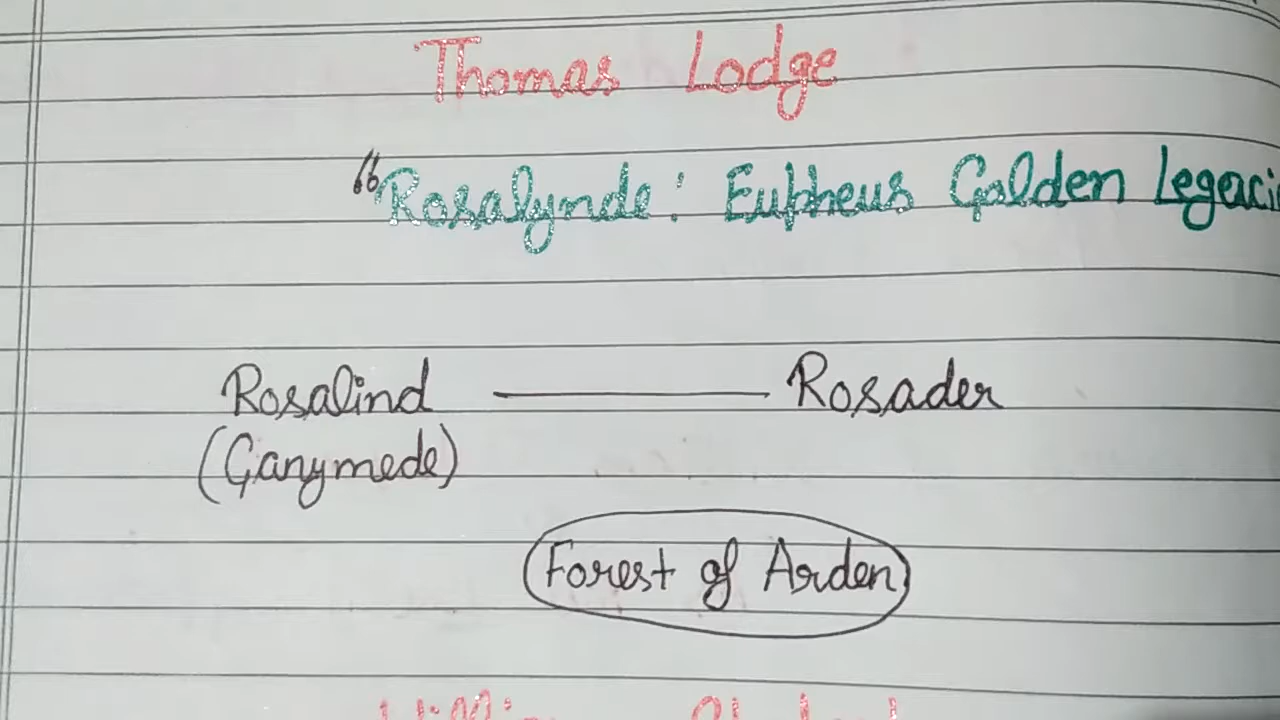 Thomas Lodge
"Rosalynde: Eupheus Golden Legaci
Rosalind — Rosader
(Ganymede)
Forest of Arden